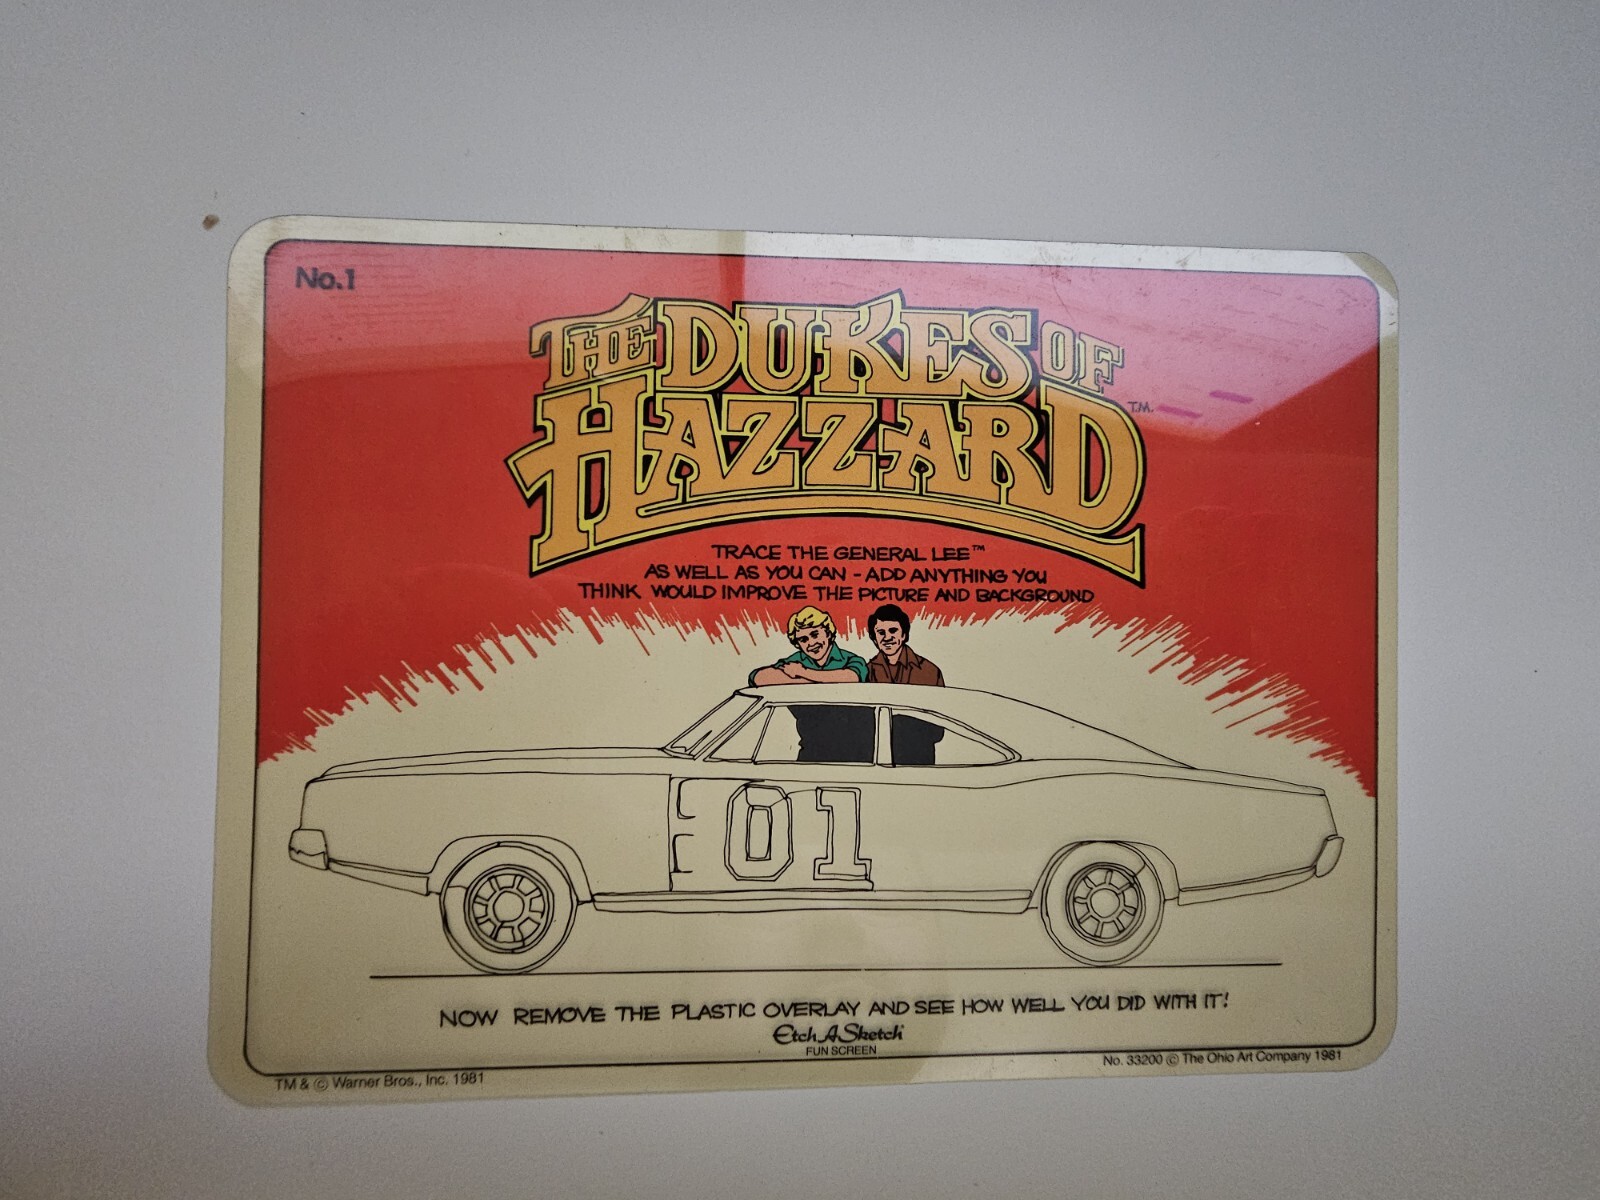 No.1
THE DUKES OF
HAZZARD T.M.
TRACE THE GENERAL LEE™
AS WELL AS YOU CAN - ADD ANYTHING YOU
THINK WOULD IMPROVE THE PICTURE AND BACKGROUND
01
NOW REMOVE THE PLASTIC OVERLAY AND SEE HOW WELL YOU DID WITH IT!
Etch A Sketch®
FUN SCREEN
No. 33200 © The Ohio Art Company 1981
TM & © Warner Bros., Inc. 1981